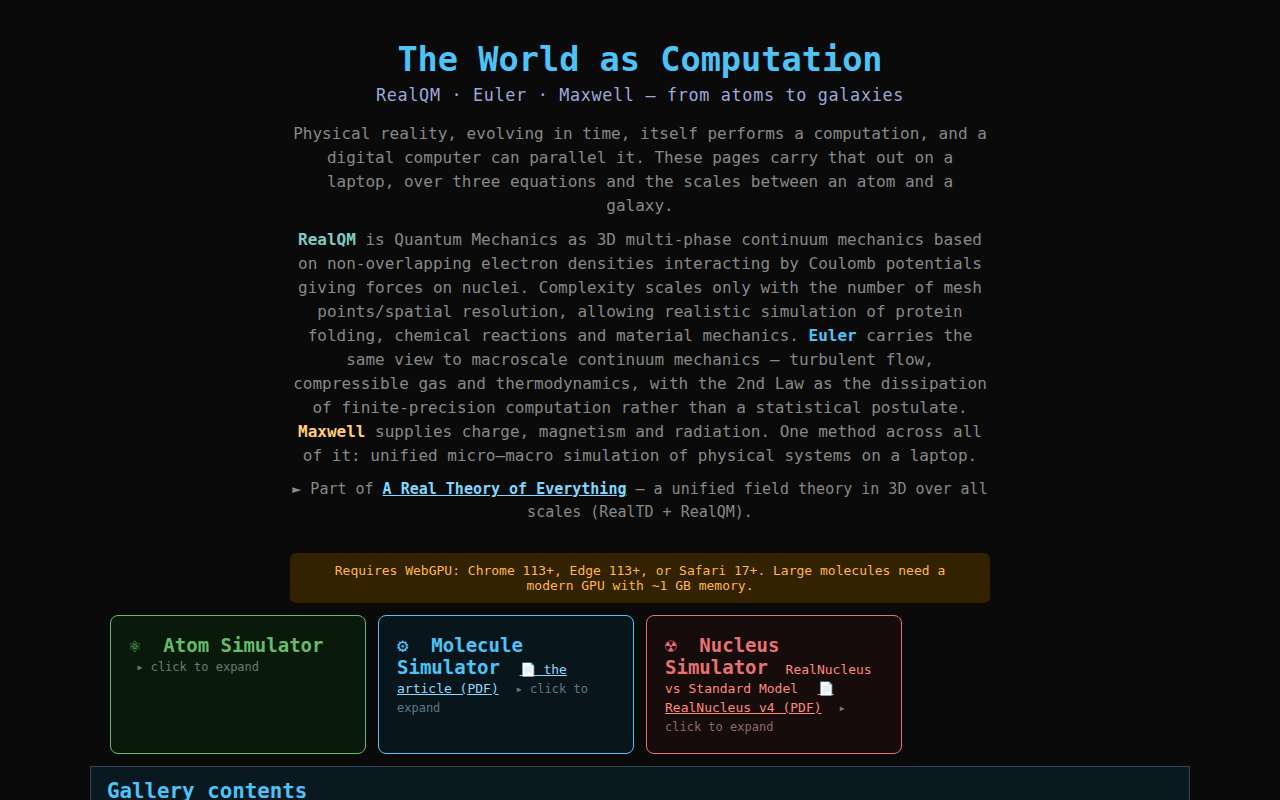 The World as Computation
RealQM · Euler · Maxwell — from atoms to galaxies
Physical reality, evolving in time, itself performs a computation, and a
digital computer can parallel it. These pages carry that out on a
laptop, over three equations and the scales between an atom and a
galaxy.
RealQM is Quantum Mechanics as 3D multi-phase continuum mechanics based
on non-overlapping electron densities interacting by Coulomb potentials
giving forces on nuclei. Complexity scales only with the number of mesh
points/spatial resolution, allowing realistic simulation of protein
folding, chemical reactions and material mechanics. Euler carries the
same view to macroscale continuum mechanics — turbulent flow,
compressible gas and thermodynamics, with the 2nd Law as the dissipation
of finite-precision computation rather than a statistical postulate.
Maxwell supplies charge, magnetism and radiation. One method across all
of it: unified micro–macro simulation of physical systems on a laptop.
► Part of A Real Theory of Everything — a unified field theory in 3D over all
scales (RealTD + RealQM).
Requires WebGPU: Chrome 113+, Edge 113+, or Safari 17+. Large molecules need a
modern GPU with ~1 GB memory.
⚛ Atom Simulator
▸ click to expand
⚙ Molecule
Simulator 📄 the
article (PDF) ▸ click to
expand
☢ Nucleus
Simulator RealNucleus
vs Standard Model 📄
RealNucleus v4 (PDF) ▸
click to expand
Gallery contents